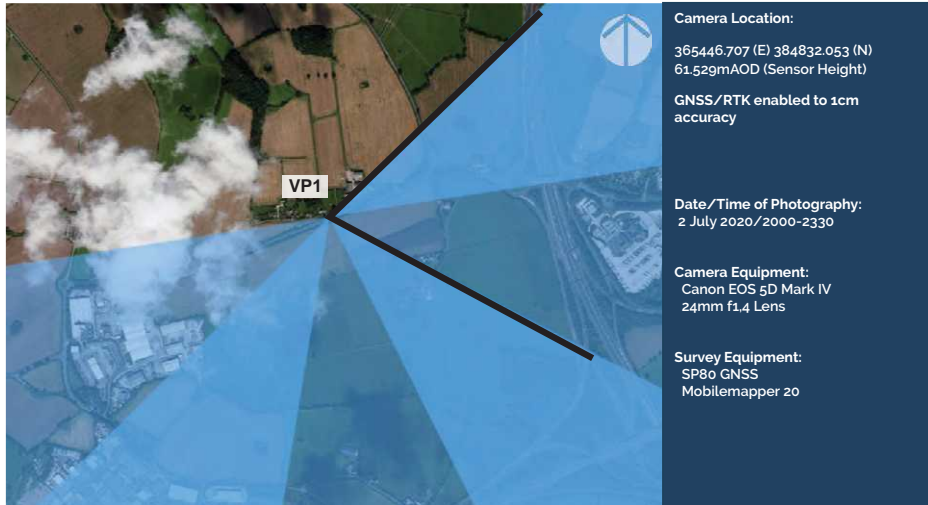 VP1
Camera Location:
365446.707 (E) 384832.053 (N)
61.529mAOD (Sensor Height)
GNSS/RTK enabled to 1cm
accuracy
Date/Time of Photography:
2 July 2020/2000-2330
Camera Equipment:
Canon EOS 5D Mark IV
24mm f1,4 Lens
Survey Equipment:
SP80 GNSS
Mobilemapper 20